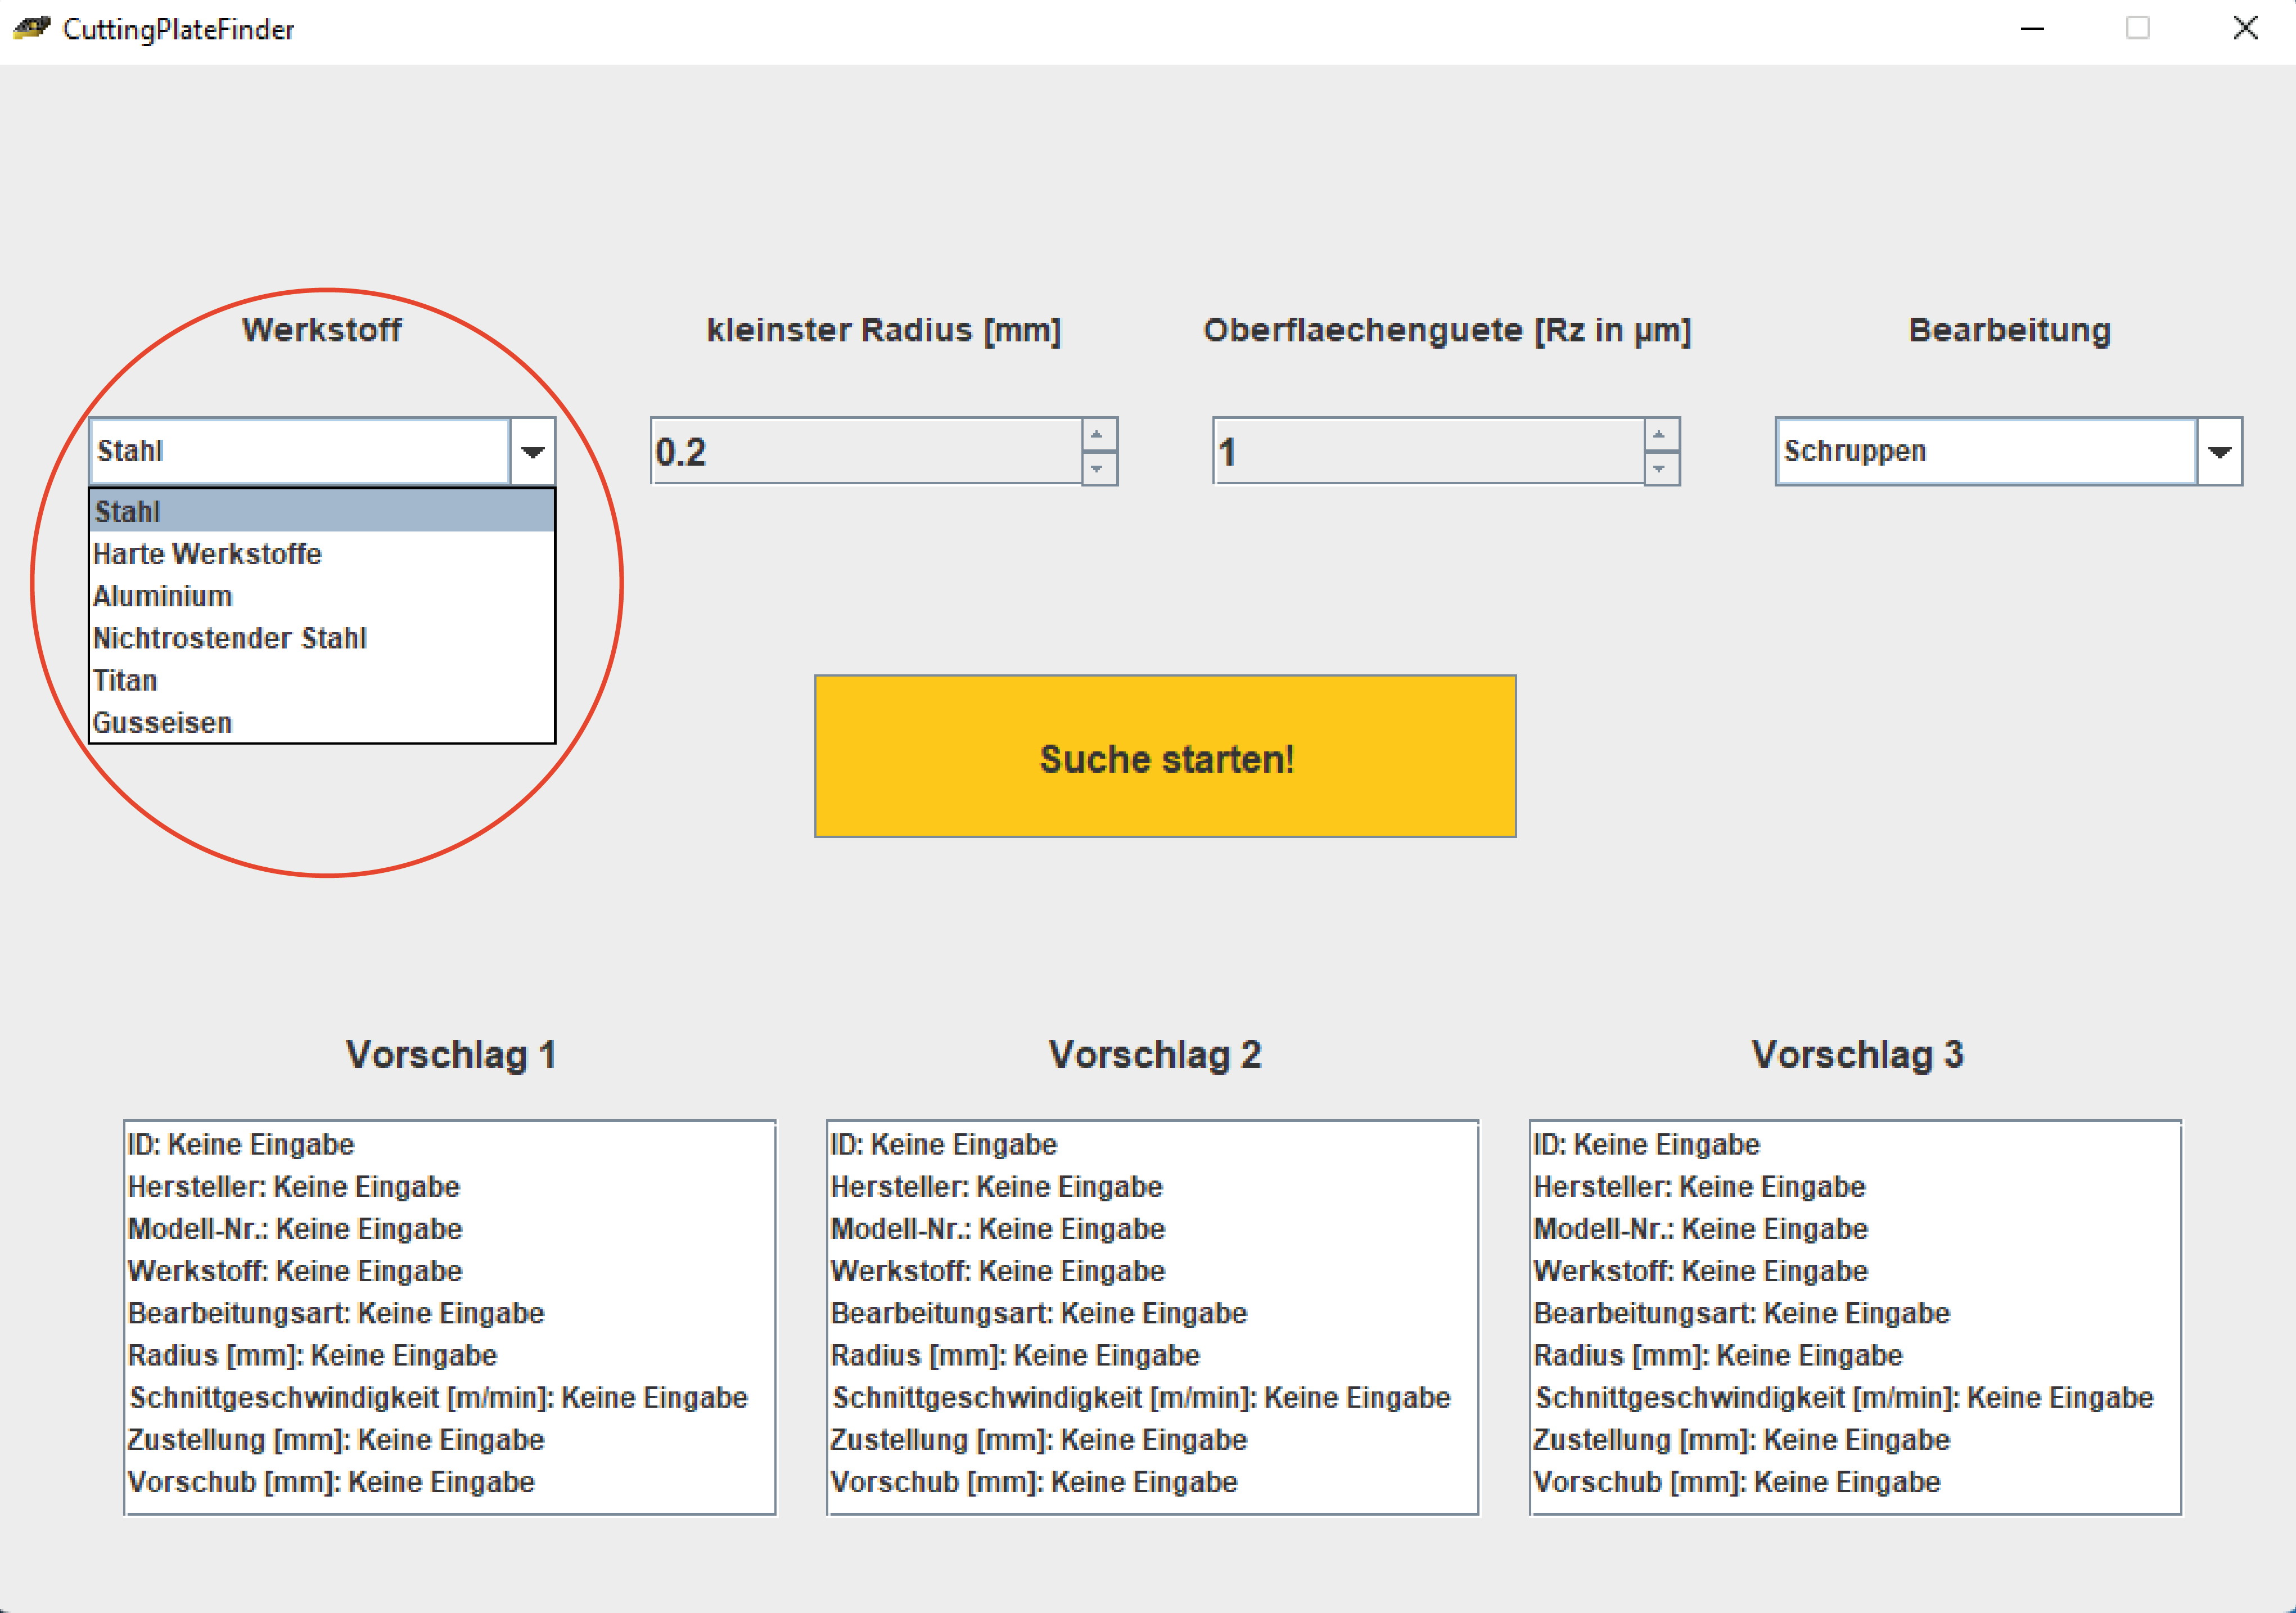 CuttingPlateFinder
Werkstoff
kleinster Radius [mm]
Oberflaechenguete [Rz in µm]
Bearbeitung
Stahl
0.2
1
Schruppen
Stahl
Harte Werkstoffe
Aluminium
Nichtrostender Stahl
Titan
Gusseisen
Suche starten!
Vorschlag 1
ID: Keine Eingabe
Hersteller: Keine Eingabe
Modell-Nr.: Keine Eingabe
Werkstoff: Keine Eingabe
Bearbeitungsart: Keine Eingabe
Radius [mm]: Keine Eingabe
Schnittgeschwindigkeit [m/min]: Keine Eingabe
Zustellung [mm]: Keine Eingabe
Vorschub [mm]: Keine Eingabe
Vorschlag 2
ID: Keine Eingabe
Hersteller: Keine Eingabe
Modell-Nr.: Keine Eingabe
Werkstoff: Keine Eingabe
Bearbeitungsart: Keine Eingabe
Radius [mm]: Keine Eingabe
Schnittgeschwindigkeit [m/min]: Keine Eingabe
Zustellung [mm]: Keine Eingabe
Vorschub [mm]: Keine Eingabe
Vorschlag 3
ID: Keine Eingabe
Hersteller: Keine Eingabe
Modell-Nr.: Keine Eingabe
Werkstoff: Keine Eingabe
Bearbeitungsart: Keine Eingabe
Radius [mm]: Keine Eingabe
Schnittgeschwindigkeit [m/min]: Keine Eingabe
Zustellung [mm]: Keine Eingabe
Vorschub [mm]: Keine Eingabe